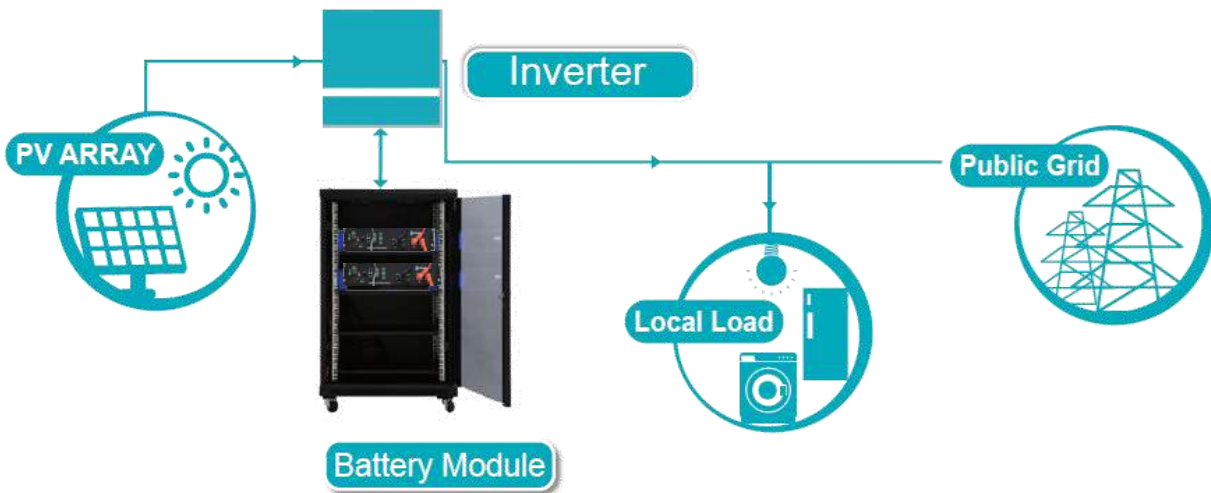 Inverter
PV ARRAY
Public Grid
Local Load
Battery Module